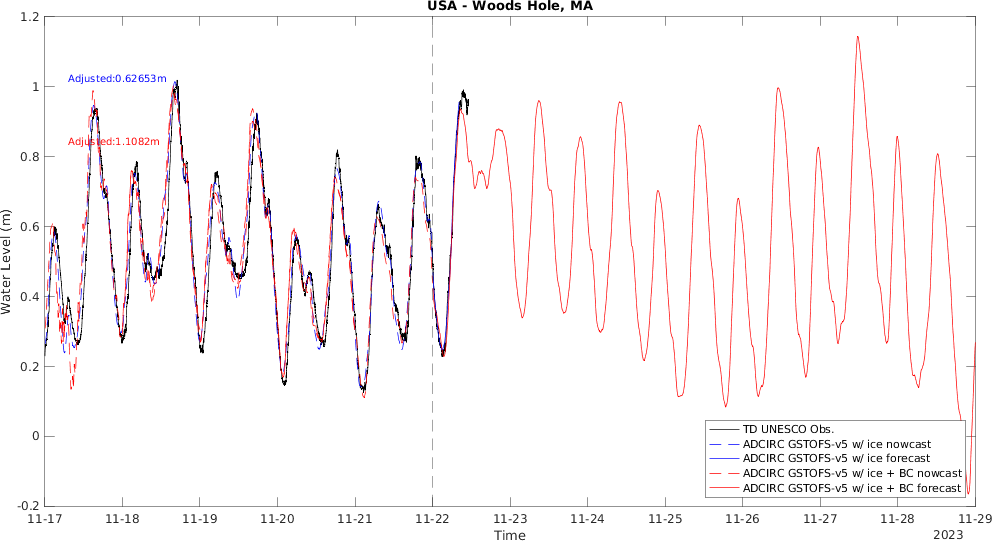 USA - Woods Hole, MA
Water Level (m)
1.2
1
0.8
0.6
0.4
0.2
0
-0.2
Adjusted:0.62653m
Adjusted:1.1082m
TD UNESCO Obs.
ADCIRC GSTOFS-v5 w/ ice nowcast
ADCIRC GSTOFS-v5 w/ ice forecast
ADCIRC GSTOFS-v5 w/ ice + BC nowcast
ADCIRC GSTOFS-v5 w/ ice + BC forecast
11-17 11-18 11-19 11-20 11-21 11-22 11-23 11-24 11-25 11-26 11-27 11-28 11-29
Time
2023